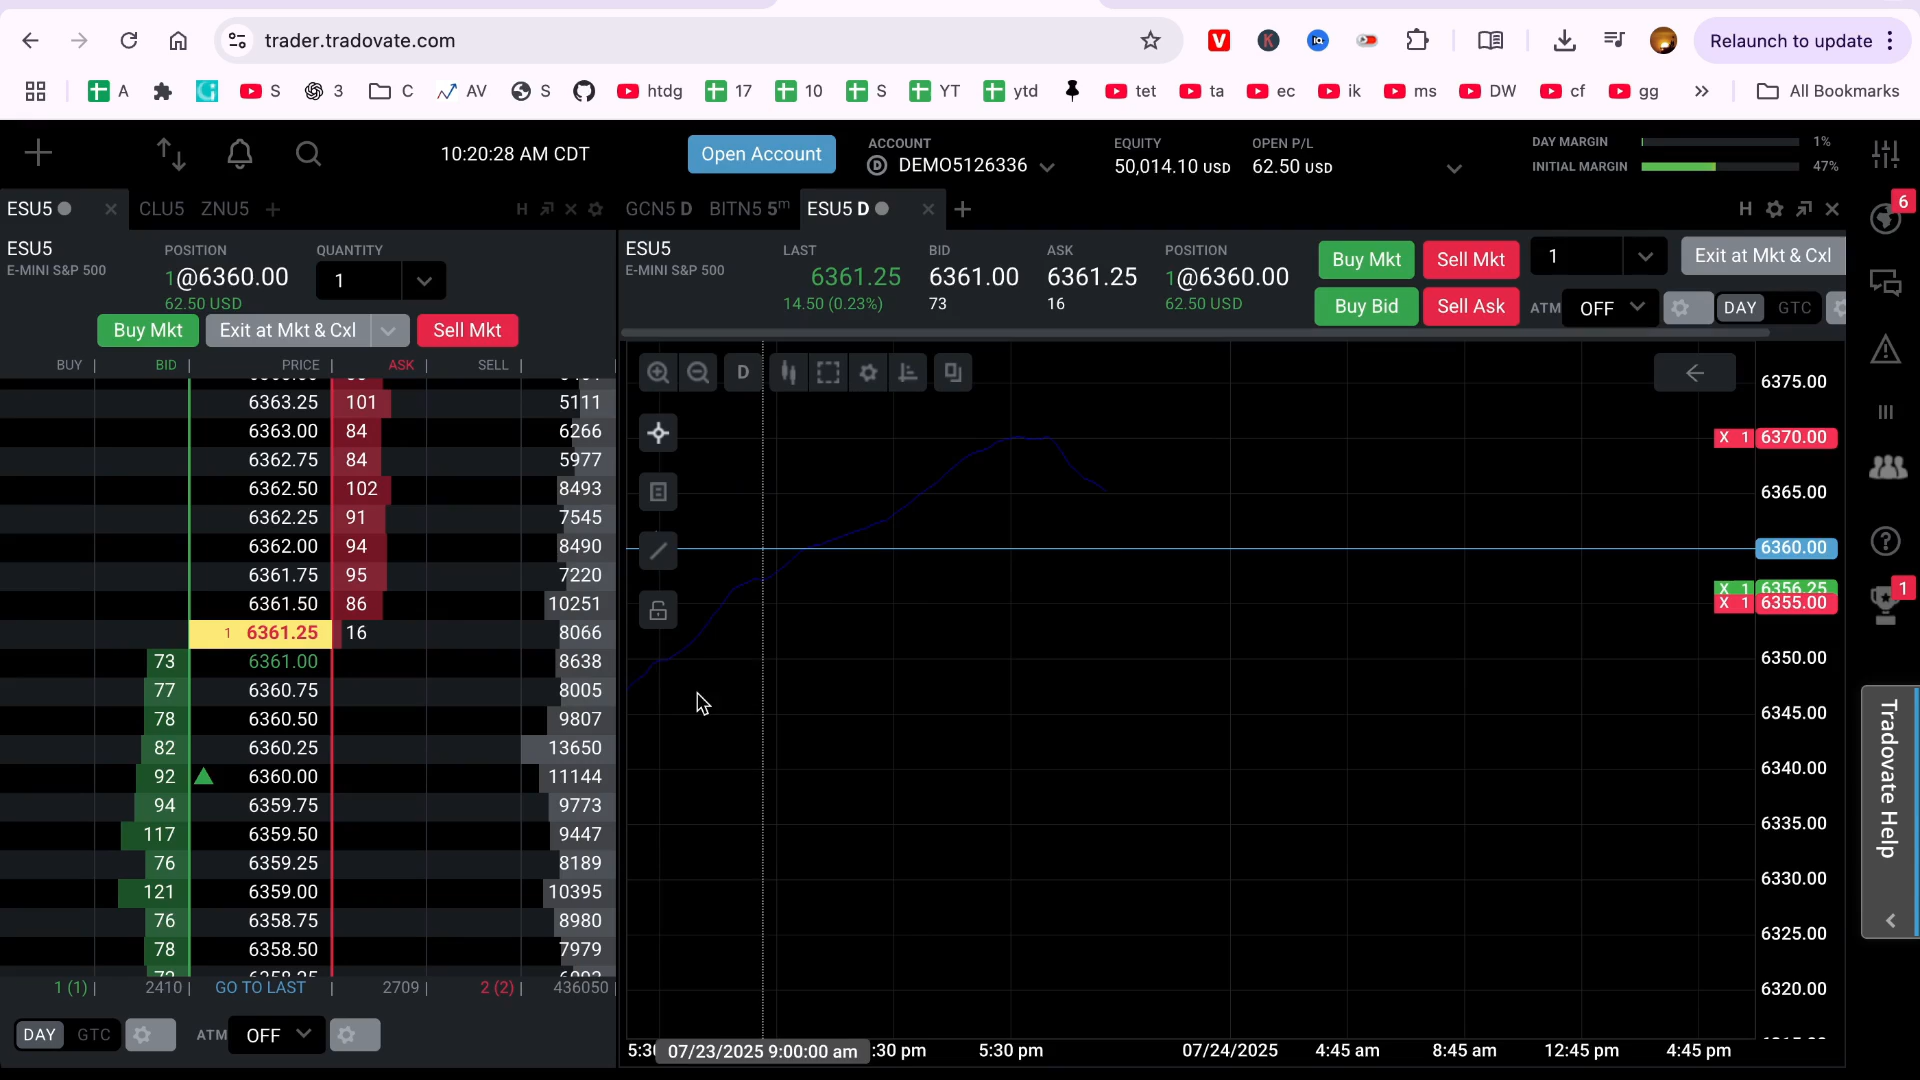 trader.tradovate.com
Relaunch to update
A
S
3
C
AV
S
htdg
17
10
S
YT
ytd
tet
ta
ec
ik
ms
DW
cf
gg
All Bookmarks
10:20:28 AM CDT
Open Account
ACCOUNT
DEMO5126336
EQUITY
50,014.10 USD
OPEN P/L
62.50 USD
DAY MARGIN 1%
INITIAL MARGIN 47%
ESU5
CLU5
ZNU5
H
ESU5
E-MINI S&P 500
POSITION
1@6360.00
62.50 USD
QUANTITY
1
Buy Mkt
Exit at Mkt & Cxl
Sell Mkt
BUY BID PRICE ASK SELL
6363.25 101 5111
6363.00 84 6266
6362.75 84 5977
6362.50 102 8493
6362.25 91 7545
6362.00 94 8490
6361.75 95 7220
6361.50 86 10251
1 6361.25 16 8066
73 6361.00 8638
77 6360.75 8005
78 6360.50 9807
82 6360.25 13650
92 6360.00 11144
94 6359.75 9773
117 6359.50 9447
76 6359.25 8189
121 6359.00 10395
76 6358.75 8980
78 6358.50 7979
1 (1) 2410 GO TO LAST 2709 2 (2) 436050
DAY GTC ATM OFF
GCN5 D
BITN5 5m
ESU5 D
H
ESU5
E-MINI S&P 500
LAST
6361.25
14.50 (0.23%)
BID
6361.00
73
ASK
6361.25
16
POSITION
1@6360.00
62.50 USD
Buy Mkt
Sell Mkt
1
Exit at Mkt & Cxl
Buy Bid
Sell Ask
ATM OFF DAY GTC
D
6375.00
X 1 6370.00
6365.00
6360.00
X 1 6356.25
X 1 6355.00
6350.00
6345.00
6340.00
6335.00
6330.00
6325.00
6320.00
07/23/2025 9:00:00 am
:30 pm
5:30 pm
07/24/2025
4:45 am
8:45 am
12:45 pm
4:45 pm
6
1
Tradovate Help